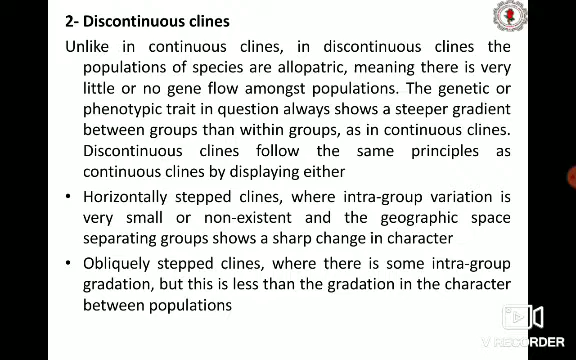 2- Discontinuous clines
Unlike in continuous clines, in discontinuous clines the
populations of species are allopatric, meaning there is very
little or no gene flow amongst populations. The genetic or
phenotypic trait in question always shows a steeper gradient
between groups than within groups, as in continuous clines.
Discontinuous clines follow the same principles as
continuous clines by displaying either
• Horizontally stepped clines, where intra-group variation is
very small or non-existent and the geographic space
separating groups shows a sharp change in character
• Obliquely stepped clines, where there is some intra-group
gradation, but this is less than the gradation in the character
between populations
V RECORDER